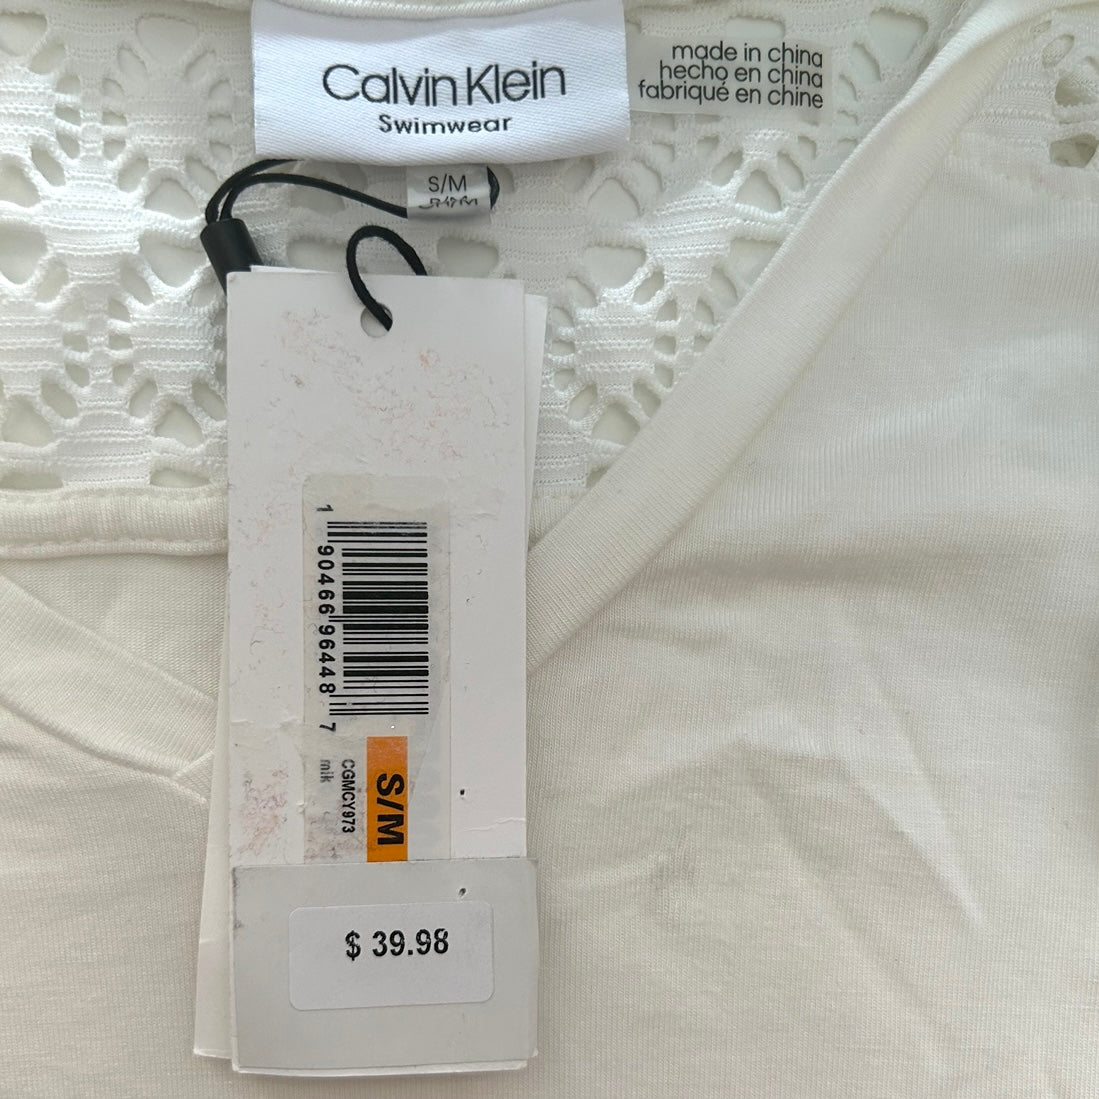 Calvin Klein
Swimwear
made in china
hecho en china
fabriqué en chine
S/M
1 90466 96448 7
S/M
CGMCY973
mlk
$ 39.98